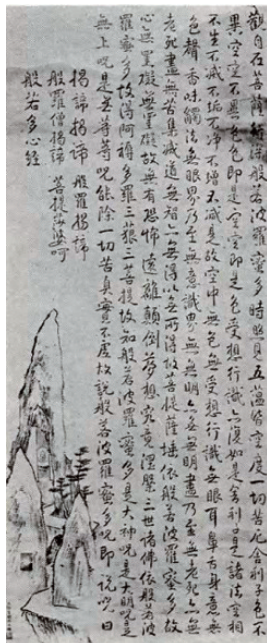 觀自在菩薩行深般若波羅蜜多時照見五蘊皆空度一切苦厄舍利子色不
異空空不異色色即是空空即是色受想行識亦復如是舍利子是諸法空相
不生不滅不垢不淨不增不減是故空中無色無受想行識無眼耳鼻舌身意無
色聲香味觸法無眼界乃至無意識界無無明亦無無明盡乃至無老死亦無
老死盡無苦集滅道無智亦無得以無所得故菩提薩埵依般若波羅蜜多故
心無罣礙無罣礙故無有恐怖遠離顛倒夢想究竟涅槃三世諸佛依般若波
羅蜜多故得阿耨多羅三藐三菩提故知般若波羅蜜多是大神呪是大明呪是
無上呪是無等等呪能除一切苦真實不虛故說般若波羅蜜多呪即說呪曰
揭諦揭諦 般羅揭諦
般羅僧揭諦 菩提莎婆呵
般若多心經